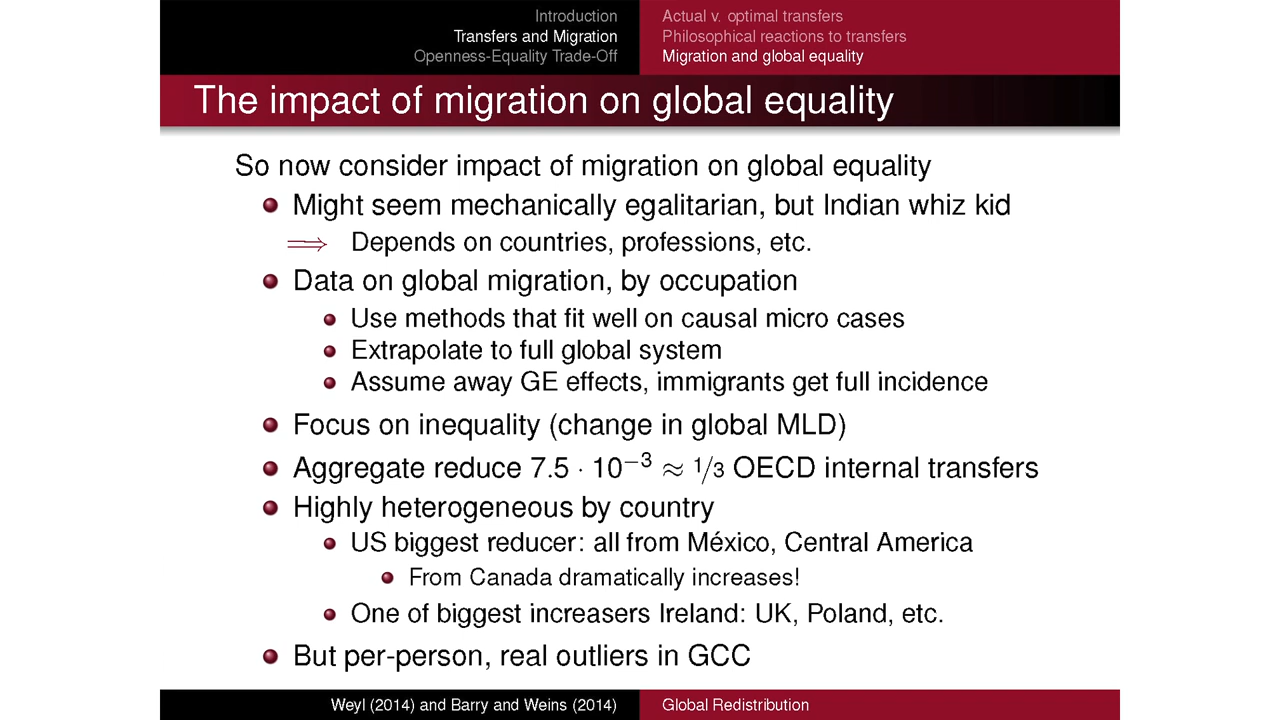 Introduction
Transfers and Migration
Openness-Equality Trade-Off
Actual v. optimal transfers
Philosophical reactions to transfers
Migration and global equality
The impact of migration on global equality
So now consider impact of migration on global equality
Might seem mechanically egalitarian, but Indian whiz kid
⟹ Depends on countries, professions, etc.
Data on global migration, by occupation
Use methods that fit well on causal micro cases
Extrapolate to full global system
Assume away GE effects, immigrants get full incidence
Focus on inequality (change in global MLD)
Aggregate reduce 7.5 · 10⁻³ ≈ 1/3 OECD internal transfers
Highly heterogeneous by country
US biggest reducer: all from México, Central America
From Canada dramatically increases!
One of biggest increasers Ireland: UK, Poland, etc.
But per-person, real outliers in GCC
Weyl (2014) and Barry and Weins (2014)
Global Redistribution